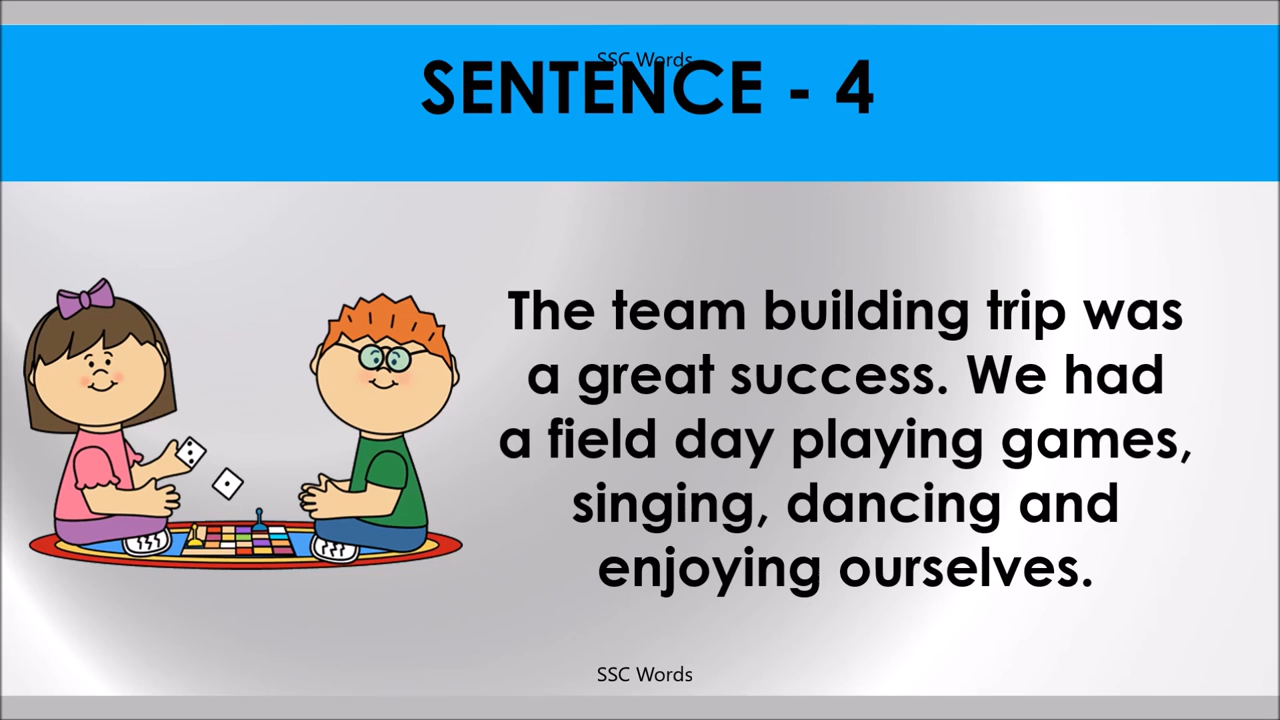 SSC Words
SENTENCE - 4
The team building trip was
a great success. We had
a field day playing games,
singing, dancing and
enjoying ourselves.
SSC Words